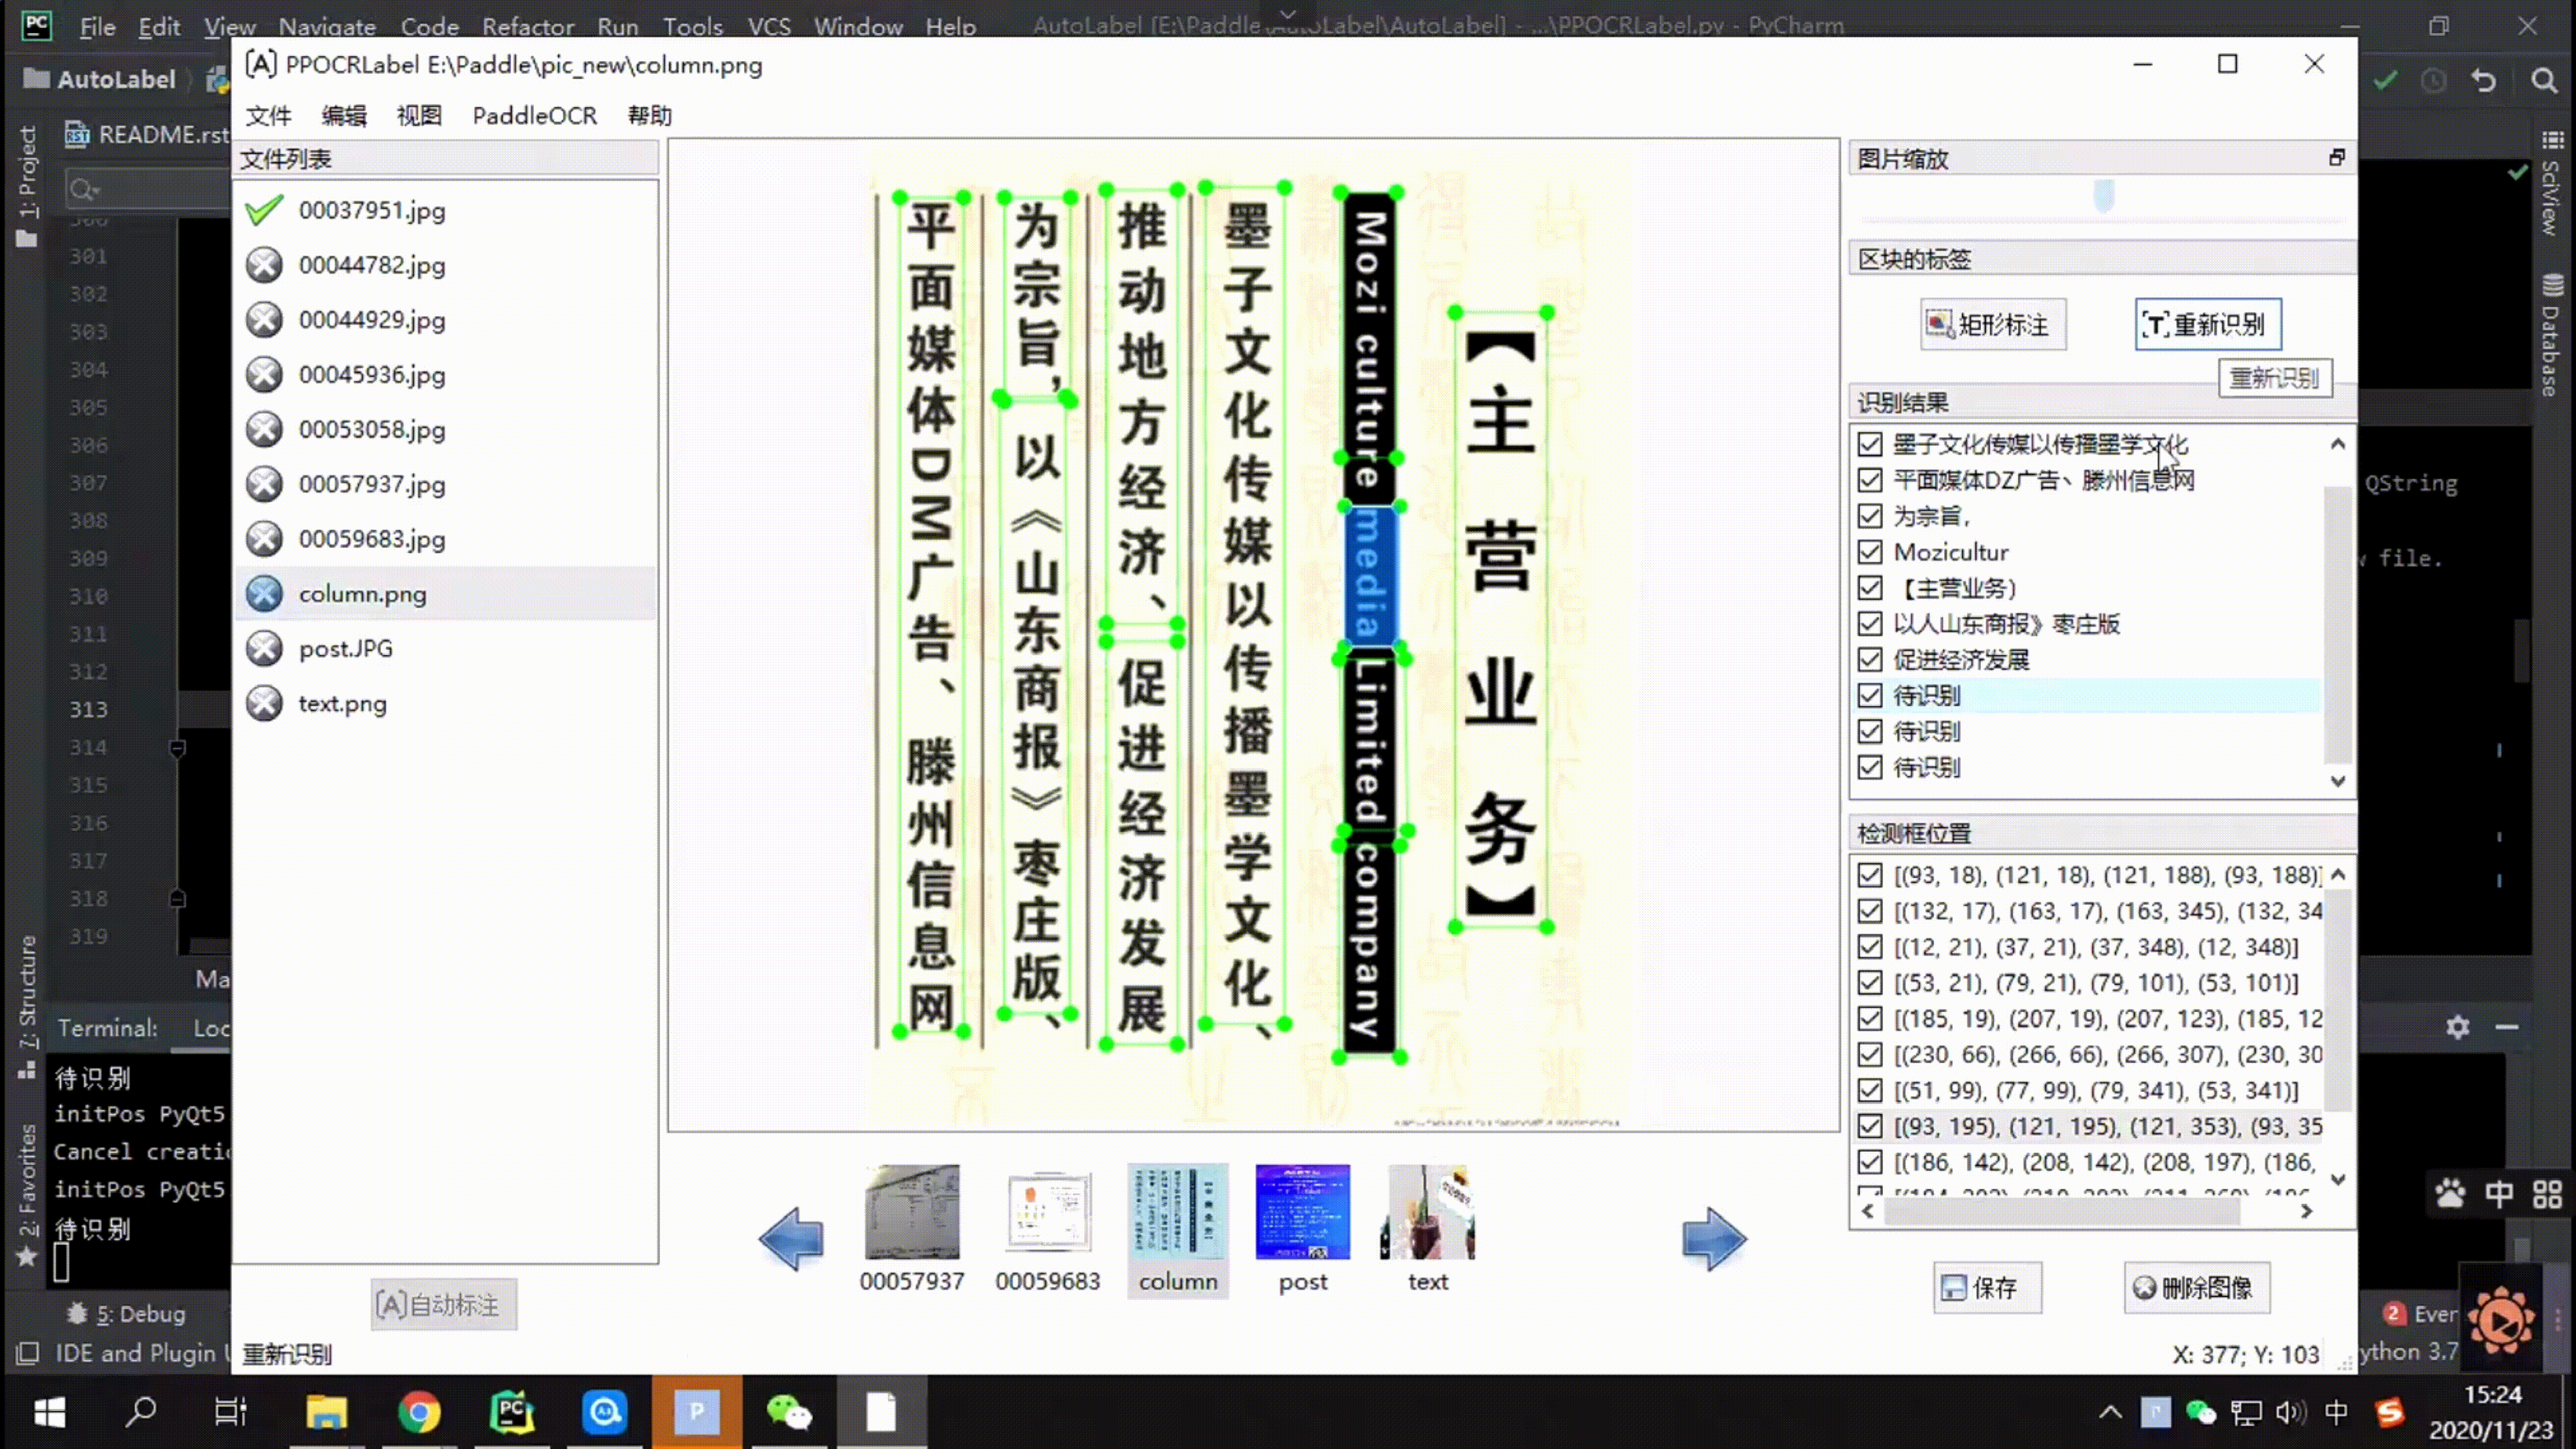 File Edit View Navigate Code Refactor Run Tools VCS Window Help
PPOCRLabel.py - PyCharm
AutoLabel
README.rst
1: Project
7: Structure
2: Favorites
SciView
Database
301
302
303
304
305
306
307
308
309
310
311
312
313
314
315
316
317
318
319
QString
file.
Terminal:
待识别
initPos PyQt5
initPos PyQt5
待识别
5: Debug
IDE and Plugin
PPOCRLabel E:\Paddle\pic_new\column.png
文件 编辑 视图 PaddleOCR 帮助
文件列表
00037951.jpg
00044782.jpg
00044929.jpg
00045936.jpg
00053058.jpg
00057937.jpg
00059683.jpg
column.png
post.JPG
text.png
自动标注
重新识别
【主营业务】
Mozi culture media Limited company
墨子文化传媒以传播墨学文化、
推动地方经济、促进经济发展
为宗旨,以《山东商报》枣庄版、
平面媒体DM广告、滕州信息网
00057937 00059683 column post text
图片缩放
区块的标签
矩形标注 重新识别
重新识别
识别结果
墨子文化传媒以传播墨学文化
平面媒体DZ广告丶滕州信息网
为宗旨,
Mozicultur
【主营业务)
以人山东商报》枣庄版
促进经济发展
待识别
待识别
待识别
检测框位置
[(93, 18), (121, 18), (121, 188), (93, 188)]
[(132, 17), (163, 17), (163, 345), (132, 34
[(12, 21), (37, 21), (37, 348), (12, 348)]
[(53, 21), (79, 21), (79, 101), (53, 101)]
[(185, 19), (207, 19), (207, 123), (185, 12
[(230, 66), (266, 66), (266, 307), (230, 30
[(51, 99), (77, 99), (79, 341), (53, 341)]
[(93, 195), (121, 195), (121, 353), (93, 35
[(186, 142), (208, 142), (208, 197), (186,
保存 删除图像
X: 377; Y: 103
中
中
15:24
2020/11/23